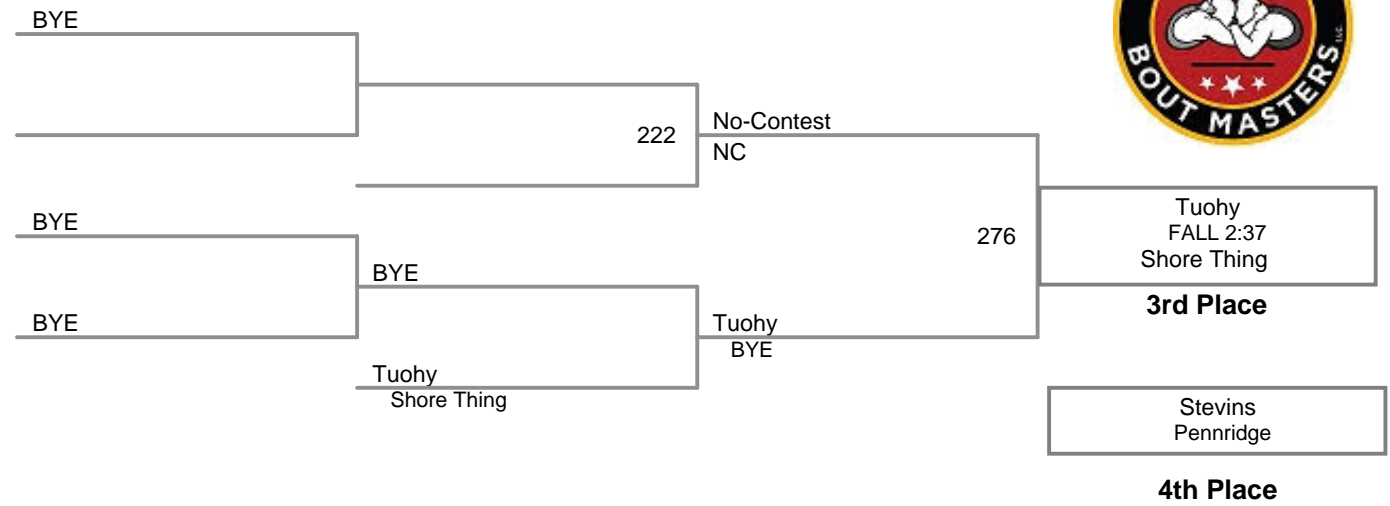 BYE
BOUT MASTERS
LLC.
222
No-Contest
NC
BYE
276
Tuohy
FALL 2:37
Shore Thing
BYE
3rd Place
BYE
Tuohy
BYE
Tuohy
Shore Thing
Stevins
Pennridge
4th Place